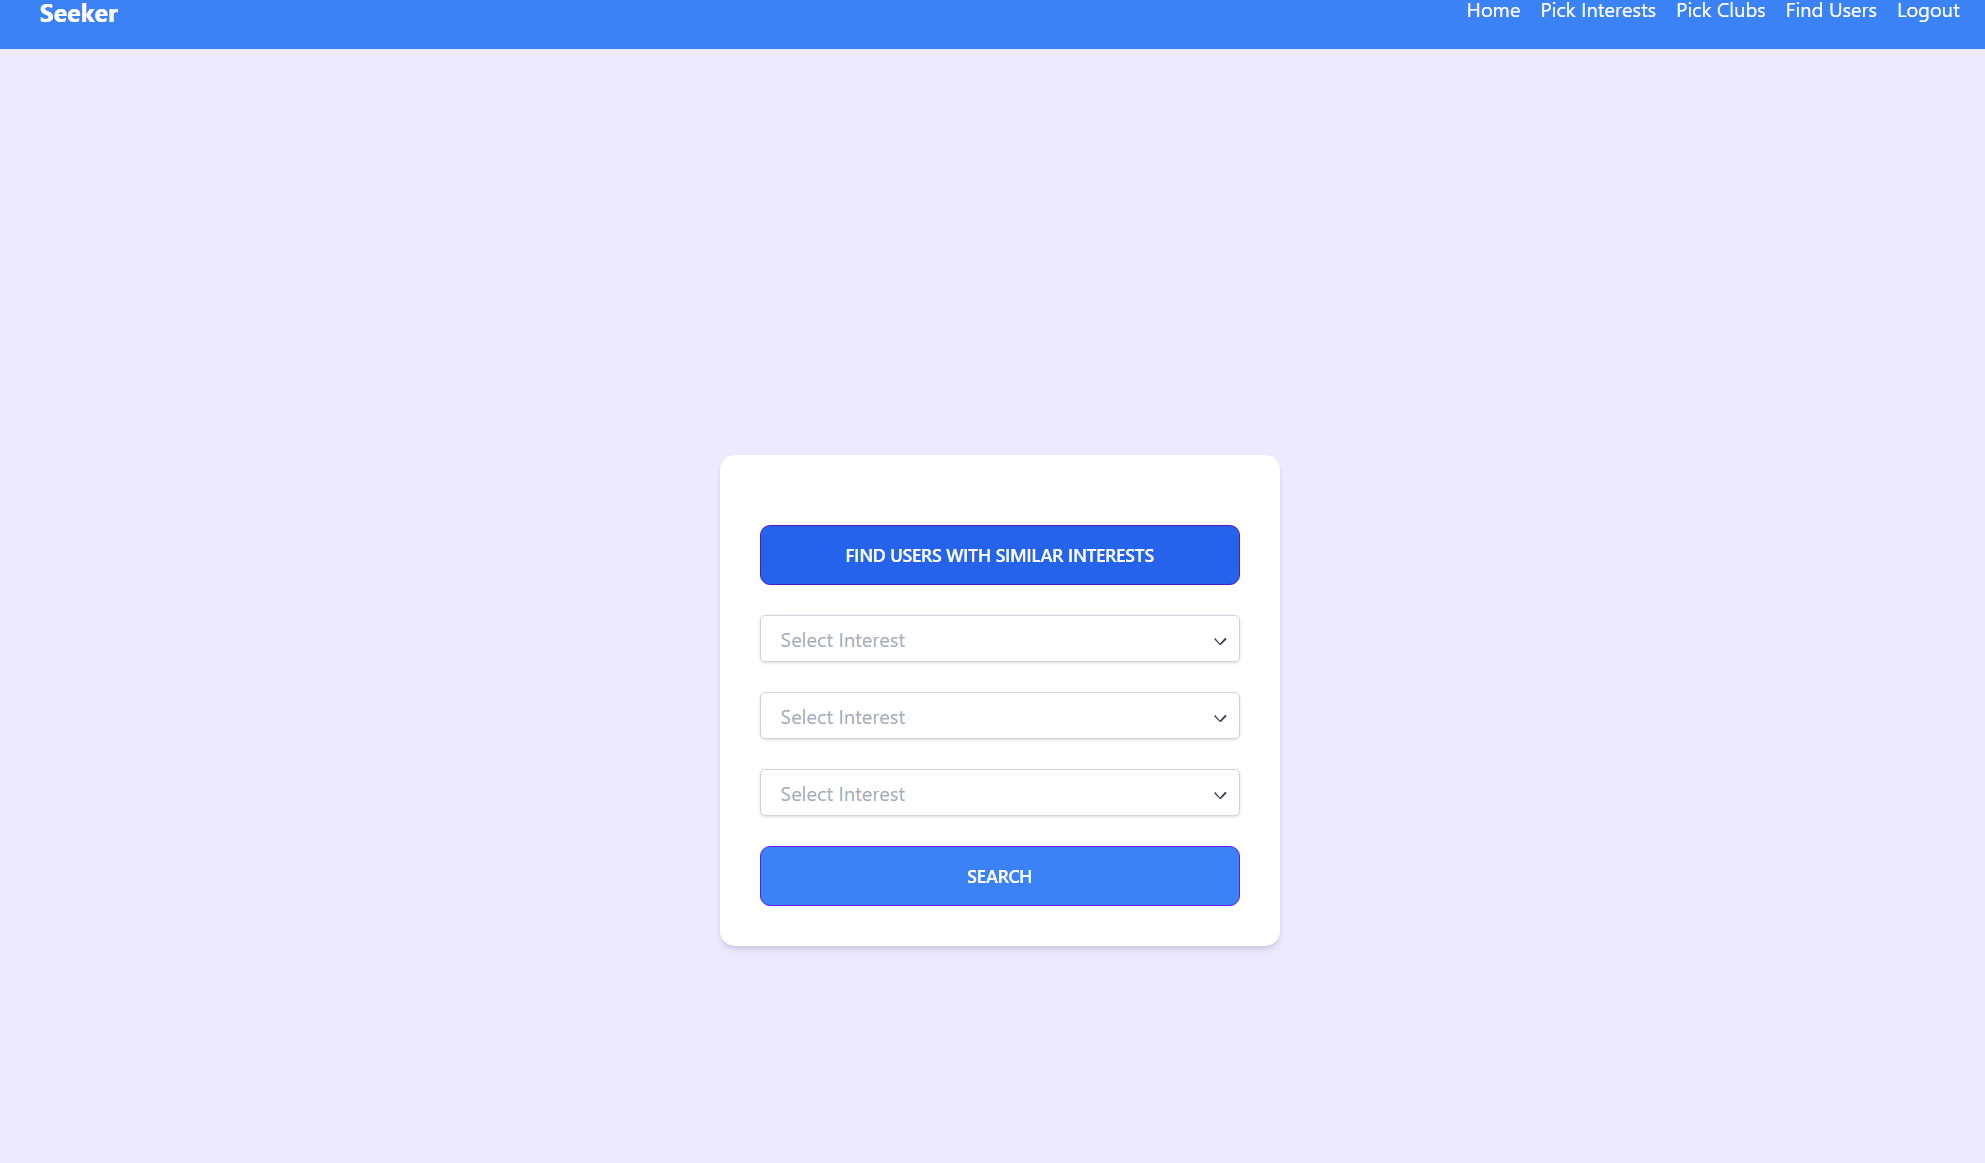 Seeker
Home Pick Interests Pick Clubs Find Users Logout
FIND USERS WITH SIMILAR INTERESTS
Select Interest
Select Interest
Select Interest
SEARCH